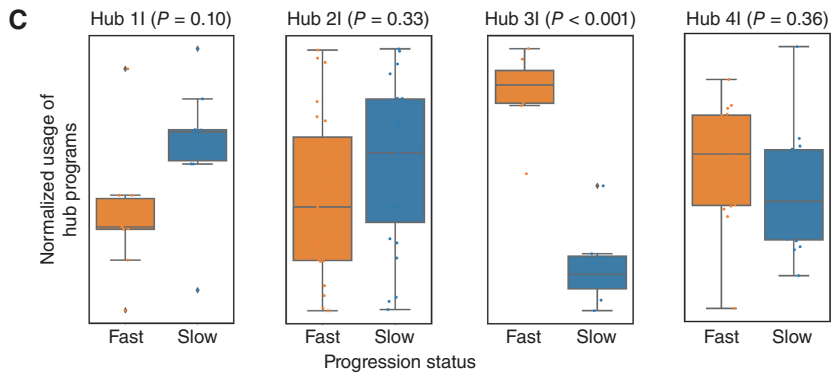 C
Hub 1I (P = 0.10)
Hub 2I (P = 0.33)
Hub 3I (P < 0.001)
Hub 4I (P = 0.36)
Normalized usage of
hub programs
Fast Slow
Fast Slow
Fast Slow
Fast Slow
Progression status